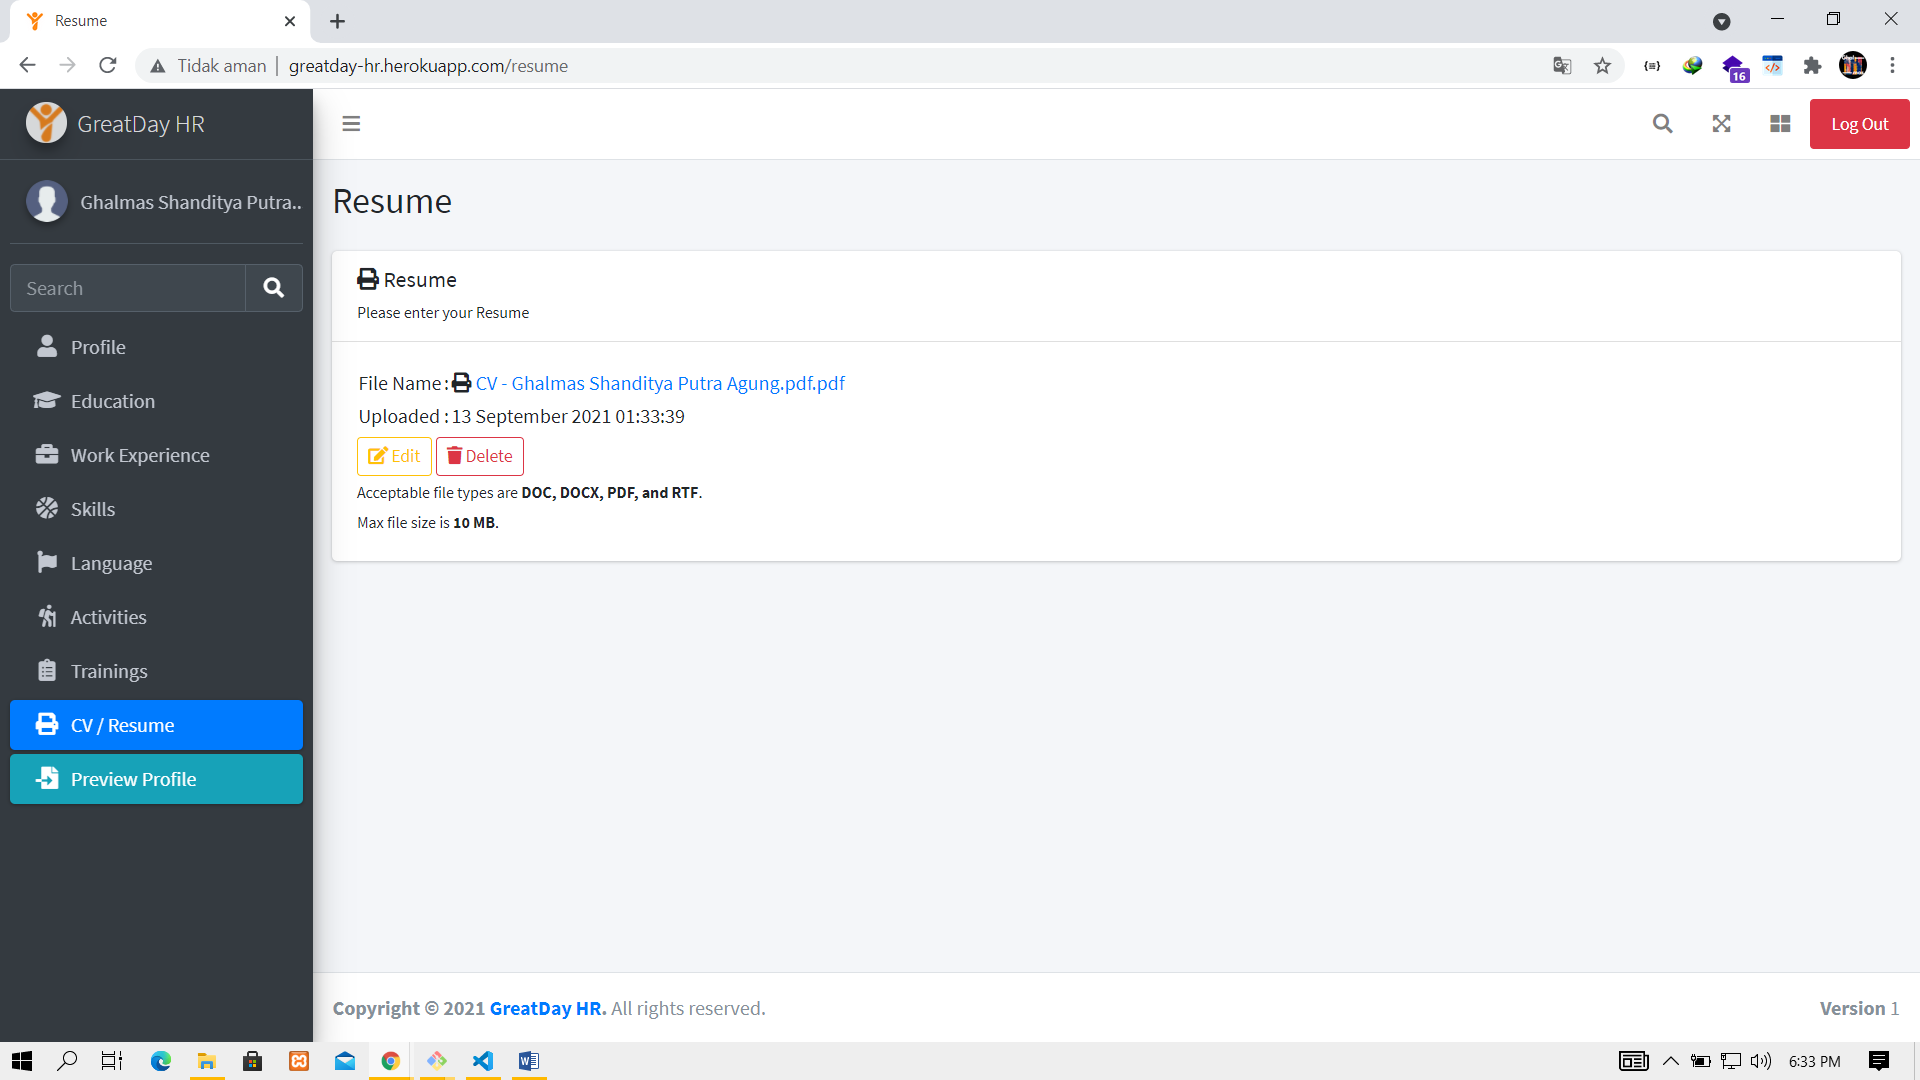 Resume
Tidak aman | greatday-hr.herokuapp.com/resume
16
GreatDay HR
Log Out
Ghalmas Shanditya Putra..
Search
Profile
Education
Work Experience
Skills
Language
Activities
Trainings
CV / Resume
Preview Profile
Resume
Resume
Please enter your Resume
File Name : CV - Ghalmas Shanditya Putra Agung.pdf.pdf
Uploaded : 13 September 2021 01:33:39
Edit Delete
Acceptable file types are DOC, DOCX, PDF, and RTF.
Max file size is 10 MB.
Copyright © 2021 GreatDay HR. All rights reserved.
Version 1
6:33 PM